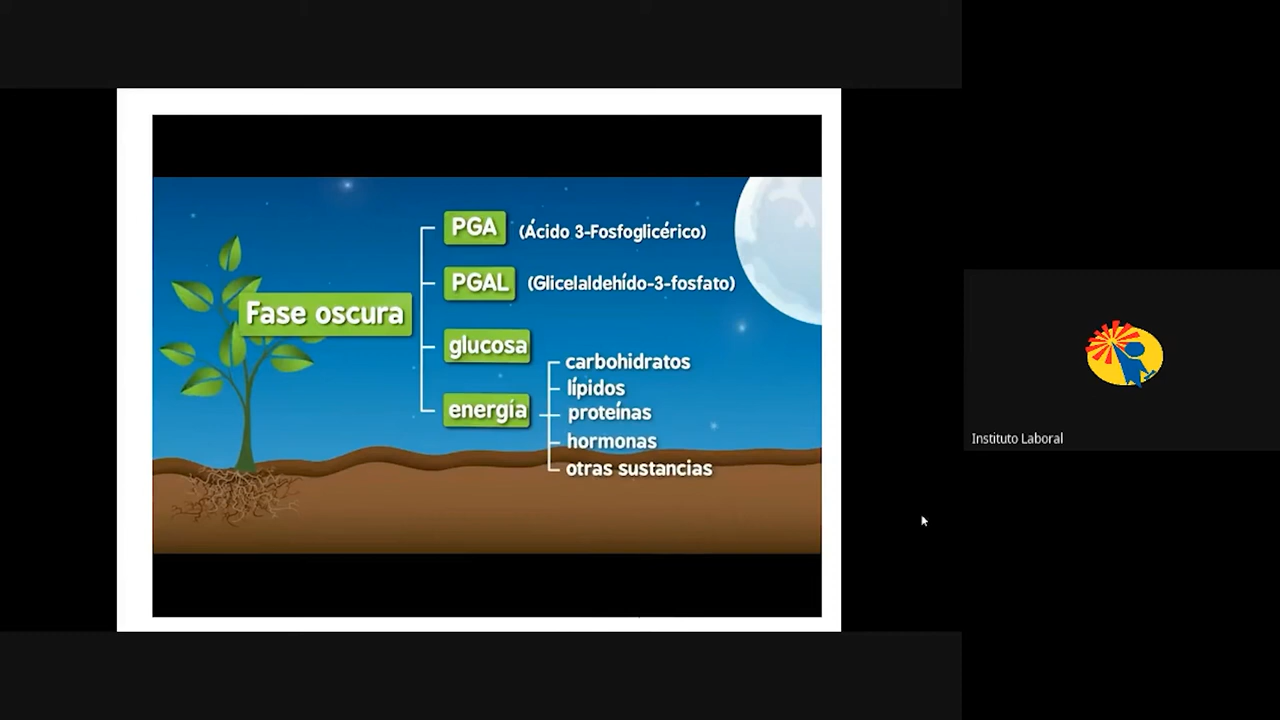 PGA (Ácido 3-Fosfoglicérico)
PGAL (Glicelaldehído-3-fosfato)
Fase oscura
glucosa
energía
carbohidratos
lípidos
proteínas
hormonas
otras sustancias
Instituto Laboral